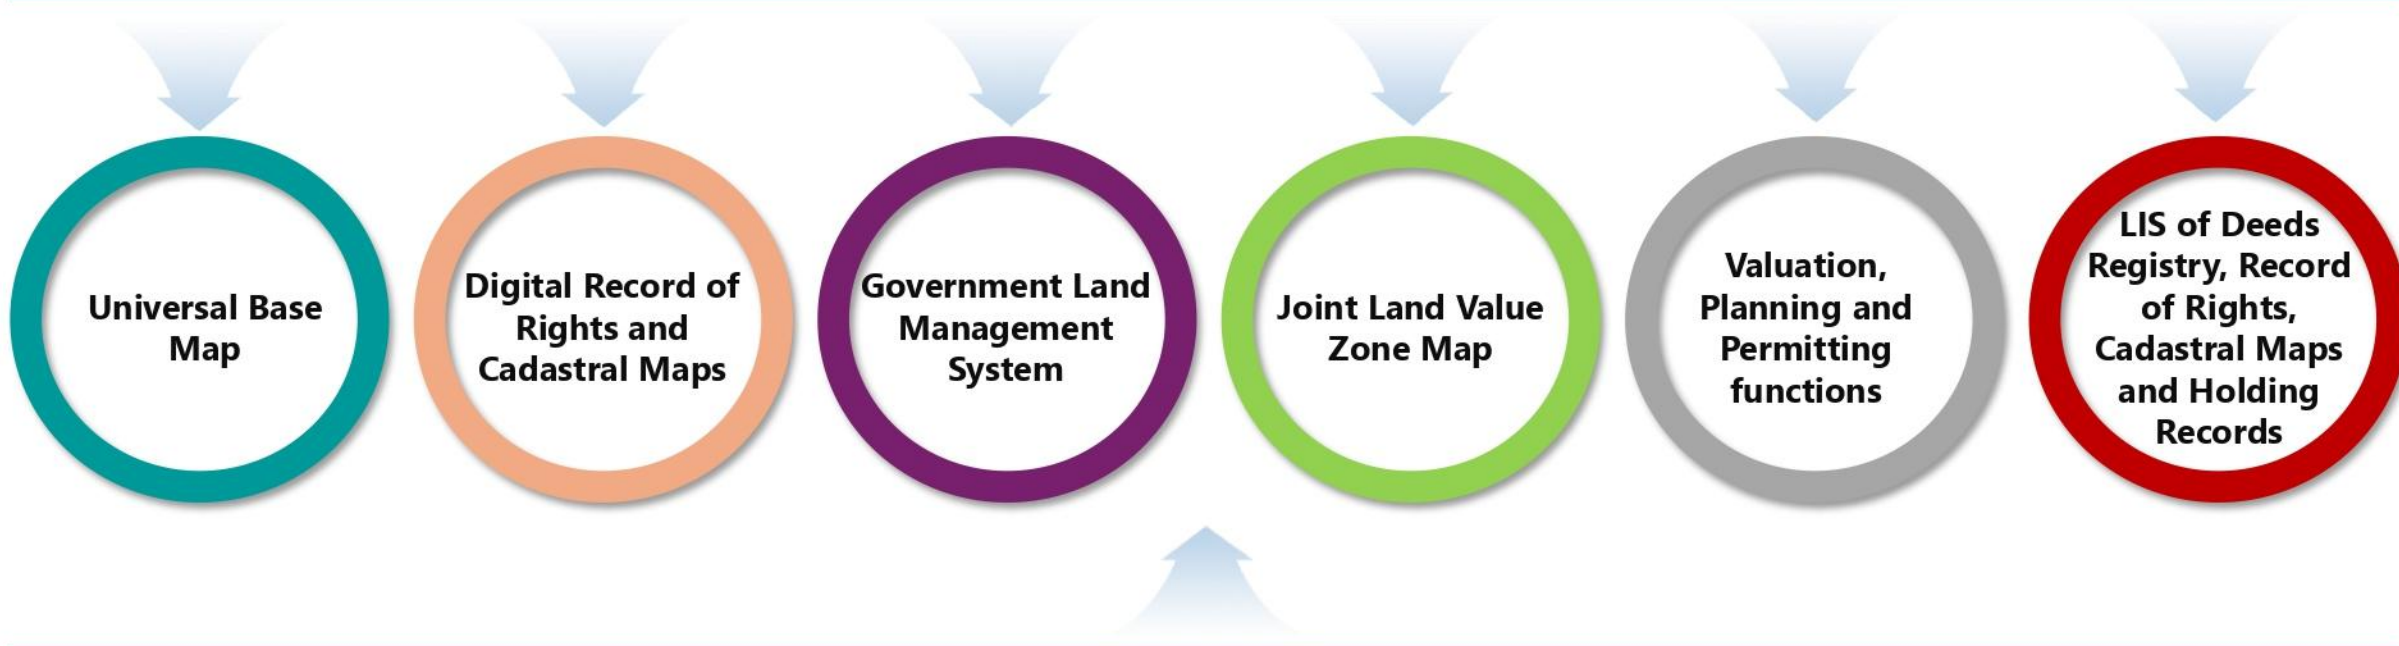 Universal Base
Map
Digital Record of
Rights and
Cadastral Maps
Government Land
Management
System
Joint Land Value
Zone Map
Valuation,
Planning and
Permitting
functions
LIS of Deeds
Registry, Record
of Rights,
Cadastral Maps
and Holding
Records